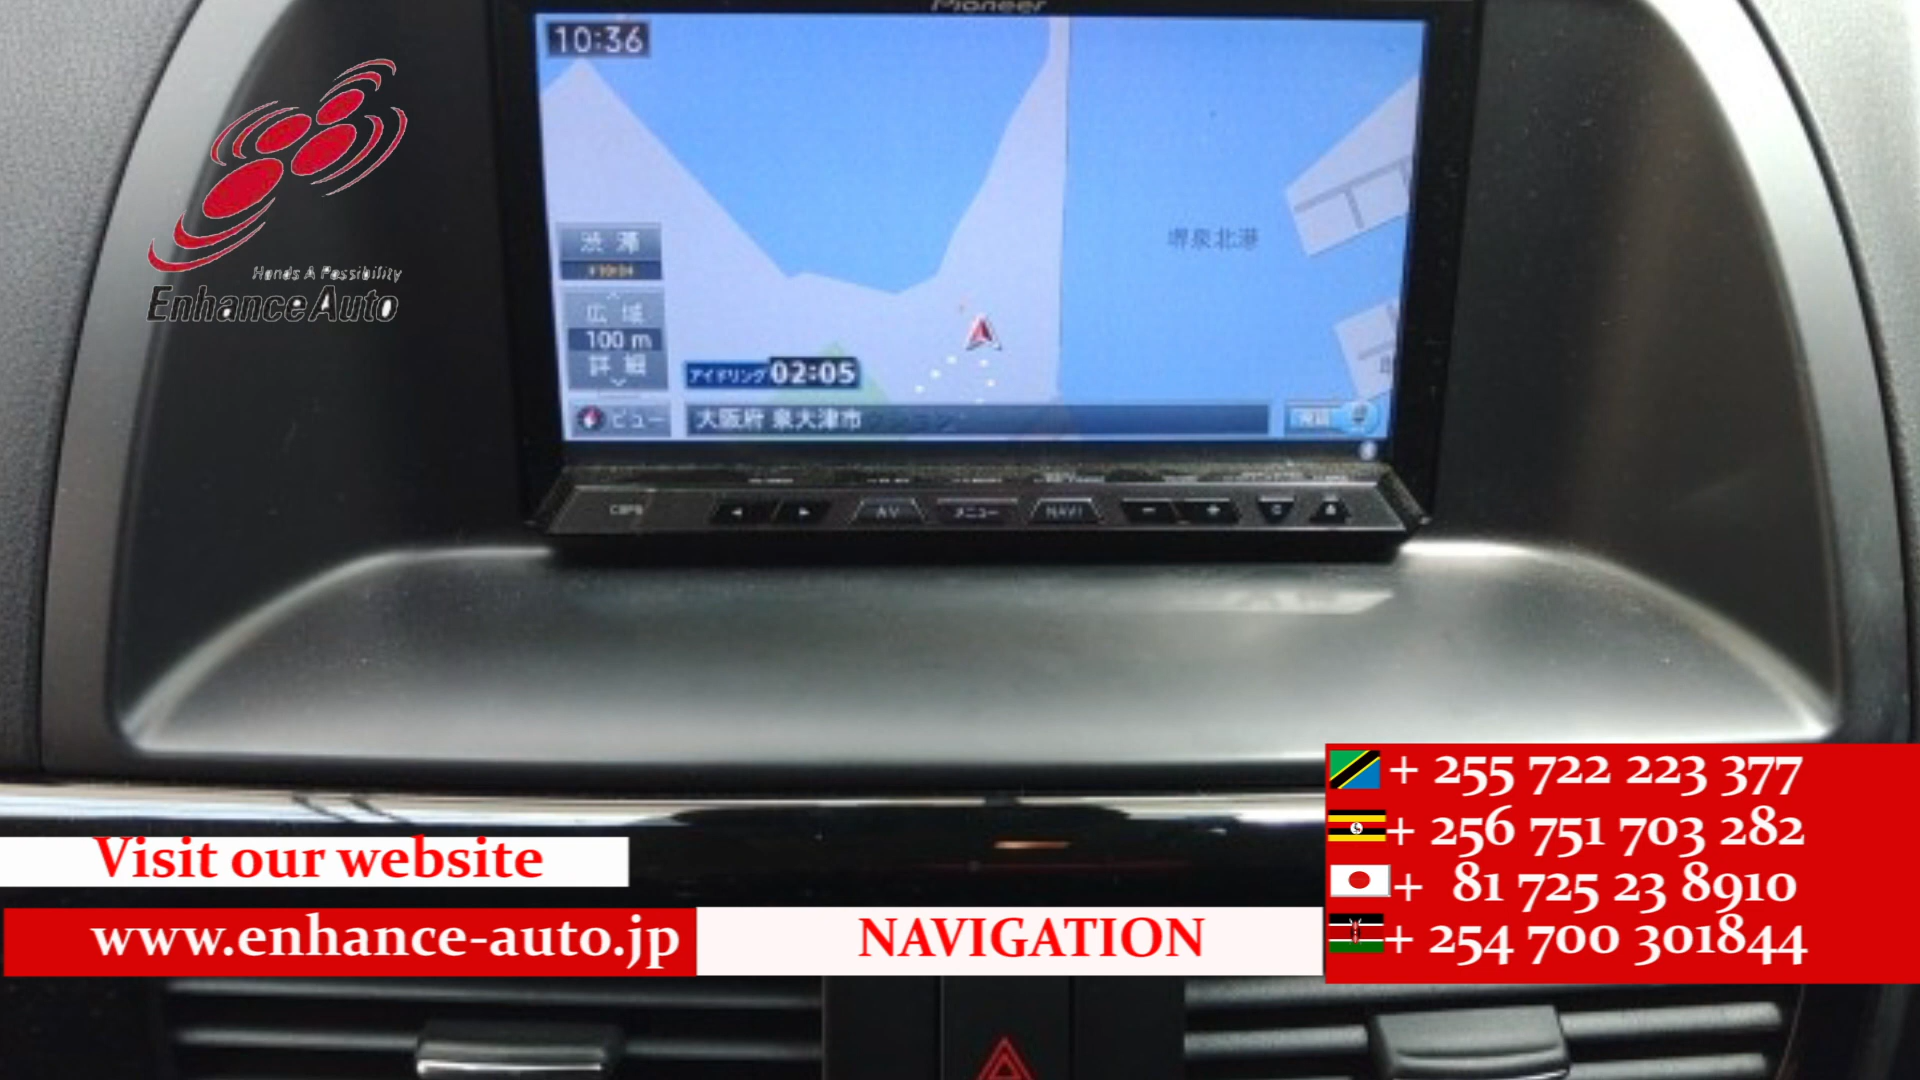 Pioneer
10:36
Hands A Possibility
Enhance Auto
渋滞
堺泉北港
広域
100 m
詳細
アイドリング 02:05
ビュー
大阪府 泉大津市
AV メニュー NAVI
+ 255 722 223 377
+ 256 751 703 282
+ 81 725 23 8910
+ 254 700 301844
Visit our website
www.enhance-auto.jp
NAVIGATION